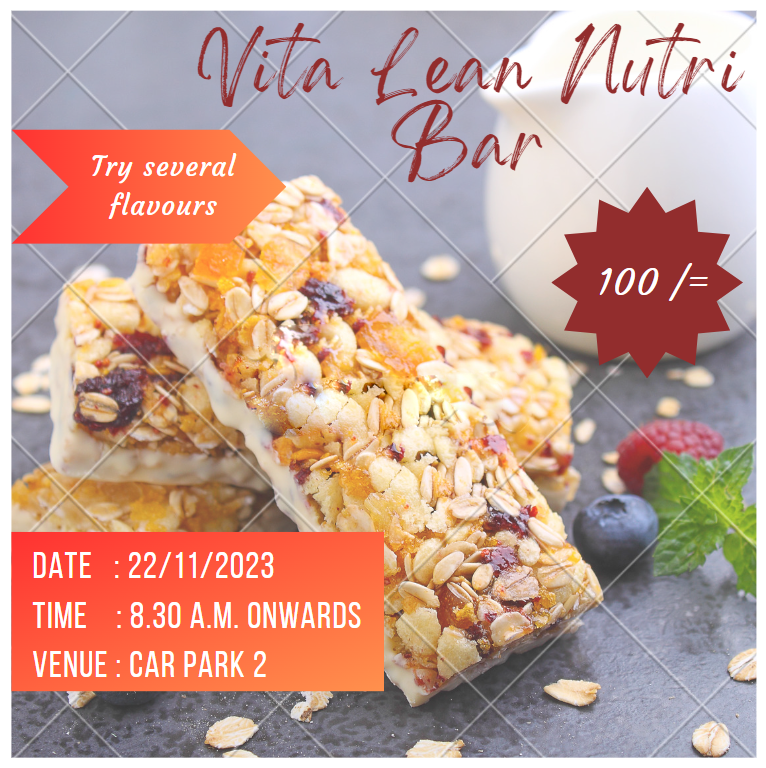 Vita Lean Nutri
Bar
Try several
flavours
100 /=
DATE : 22/11/2023
TIME : 8.30 A.M. ONWARDS
VENUE : CAR PARK 2